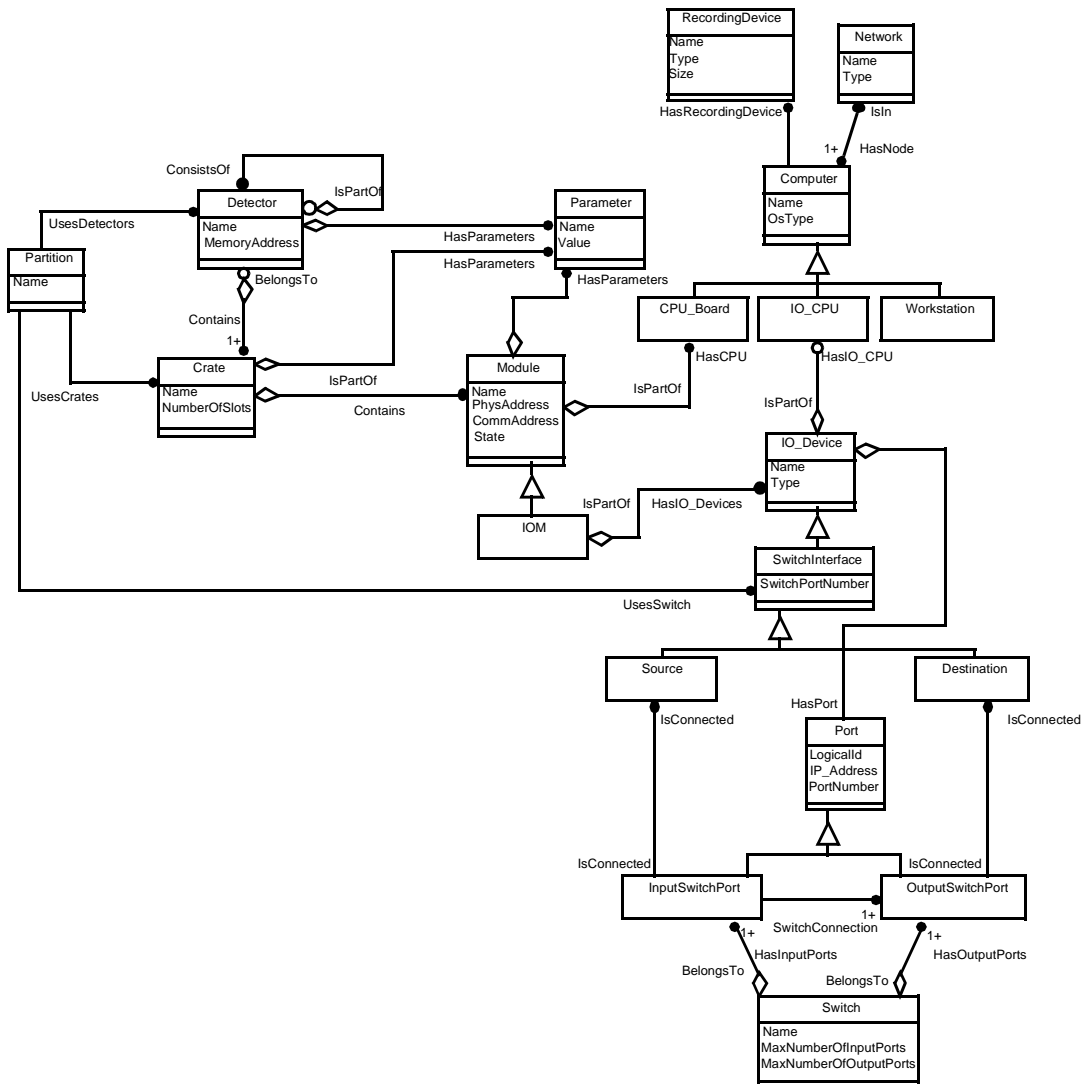 RecordingDevice
Name
Type
Size
Network
Name
Type
HasRecordingDevice
IsIn
1+
HasNode
Computer
Name
OsType
ConsistsOf
IsPartOf
Detector
Name
MemoryAddress
UsesDetectors
Partition
Name
Parameter
Name
Value
HasParameters
HasParameters
HasParameters
BelongsTo
Contains
1+
CPU_Board
IO_CPU
Workstation
HasCPU
HasIO_CPU
Crate
Name
NumberOfSlots
UsesCrates
IsPartOf
Contains
Module
Name
PhysAddress
CommAddress
State
IsPartOf
IsPartOf
IO_Device
Name
Type
IsPartOf
HasIO_Devices
IOM
SwitchInterface
SwitchPortNumber
UsesSwitch
Source
Destination
IsConnected
HasPort
IsConnected
Port
LogicalId
IP_Address
PortNumber
IsConnected
IsConnected
InputSwitchPort
OutputSwitchPort
1+
SwitchConnection
1+
HasInputPorts
1+
HasOutputPorts
BelongsTo
BelongsTo
Switch
Name
MaxNumberOfInputPorts
MaxNumberOfOutputPorts